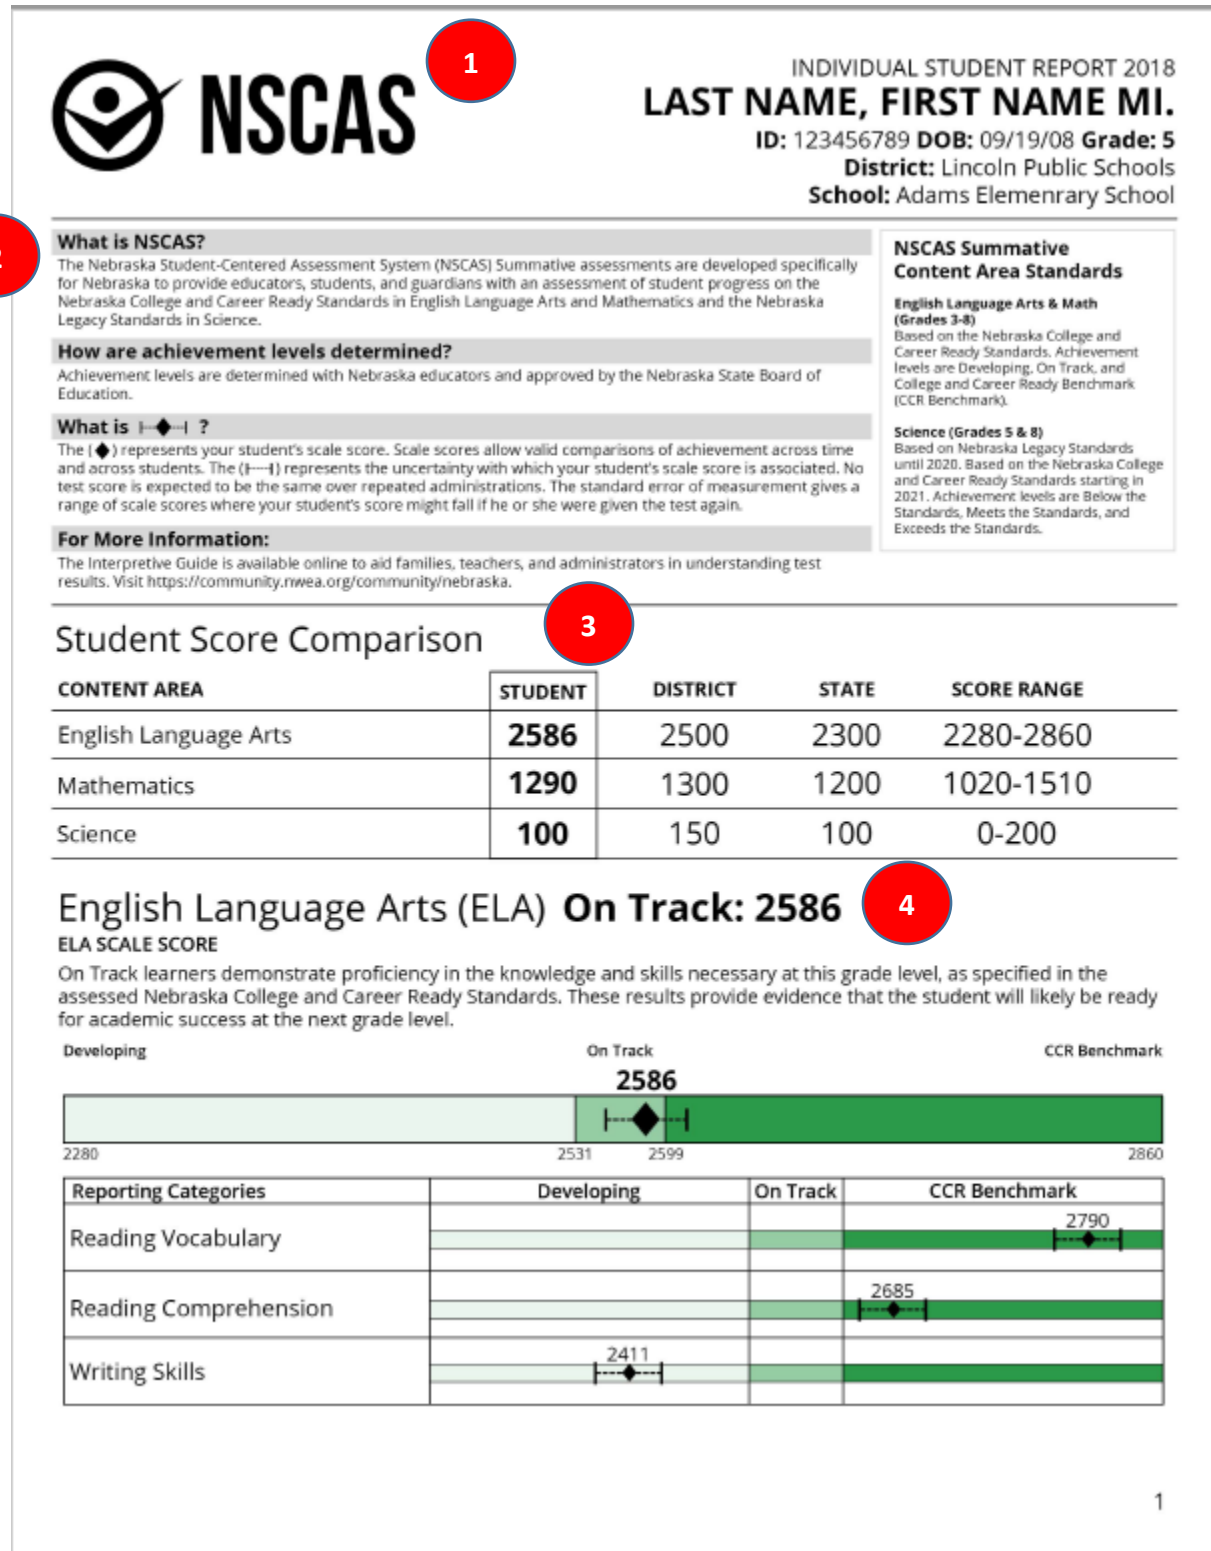 1
NSCAS
INDIVIDUAL STUDENT REPORT 2018
LAST NAME, FIRST NAME MI.
ID: 123456789 DOB: 09/19/08 Grade: 5
District: Lincoln Public Schools
School: Adams Elemenrary School
2
What is NSCAS?
The Nebraska Student-Centered Assessment System (NSCAS) Summative assessments are developed specifically
for Nebraska to provide educators, students, and guardians with an assessment of student progress on the
Nebraska College and Career Ready Standards in English Language Arts and Mathematics and the Nebraska
Legacy Standards in Science.
How are achievement levels determined?
Achievement levels are determined with Nebraska educators and approved by the Nebraska State Board of
Education.
What is ?
The (◆) represents your student's scale score. Scale scores allow valid comparisons of achievement across time
and across students. The (├─┤) represents the uncertainty with which your student's scale score is associated. No
test score is expected to be the same over repeated administrations. The standard error of measurement gives a
range of scale scores where your student's score might fall if he or she were given the test again.
For More Information:
The Interpretive Guide is available online to aid families, teachers, and administrators in understanding test
results. Visit https://community.nwea.org/community/nebraska.
NSCAS Summative
Content Area Standards
English Language Arts & Math
(Grades 3-8)
Based on the Nebraska College and
Career Ready Standards. Achievement
levels are Developing, On Track, and
College and Career Ready Benchmark
(CCR Benchmark).
Science (Grades 5 & 8)
Based on Nebraska Legacy Standards
until 2020. Based on the Nebraska College
and Career Ready Standards starting in
2021. Achievement levels are Below the
Standards, Meets the Standards, and
Exceeds the Standards.
Student Score Comparison
3
CONTENT AREA STUDENT DISTRICT STATE SCORE RANGE
English Language Arts 2586 2500 2300 2280-2860
Mathematics 1290 1300 1200 1020-1510
Science 100 150 100 0-200
English Language Arts (ELA) On Track: 2586
4
ELA SCALE SCORE
On Track learners demonstrate proficiency in the knowledge and skills necessary at this grade level, as specified in the
assessed Nebraska College and Career Ready Standards. These results provide evidence that the student will likely be ready
for academic success at the next grade level.
Developing On Track CCR Benchmark
2586
2280 2531 2599 2860
Reporting Categories Developing On Track CCR Benchmark
2790
Reading Vocabulary
2685
Reading Comprehension
2411
Writing Skills
1